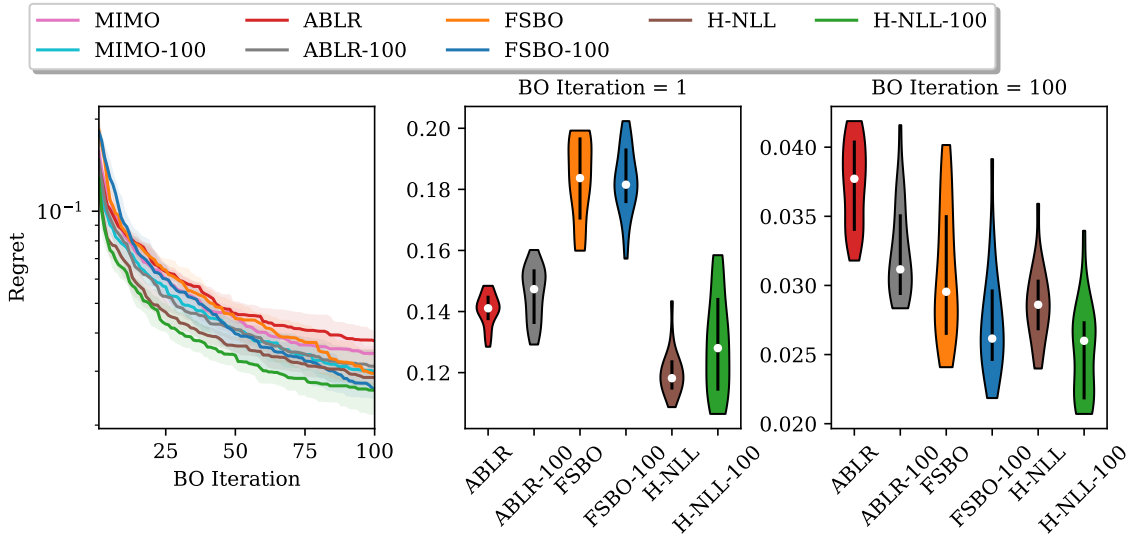 MIMO ABLR FSBO H-NLL H-NLL-100
MIMO-100 ABLR-100 FSBO-100
BO Iteration = 1
BO Iteration = 100
Regret
10⁻¹
25 50 75 100
BO Iteration
0.20
0.18
0.16
0.14
0.12
ABLR ABLR-100 FSBO FSBO-100 H-NLL H-NLL-100
0.040
0.035
0.030
0.025
0.020
ABLR ABLR-100 FSBO FSBO-100 H-NLL H-NLL-100